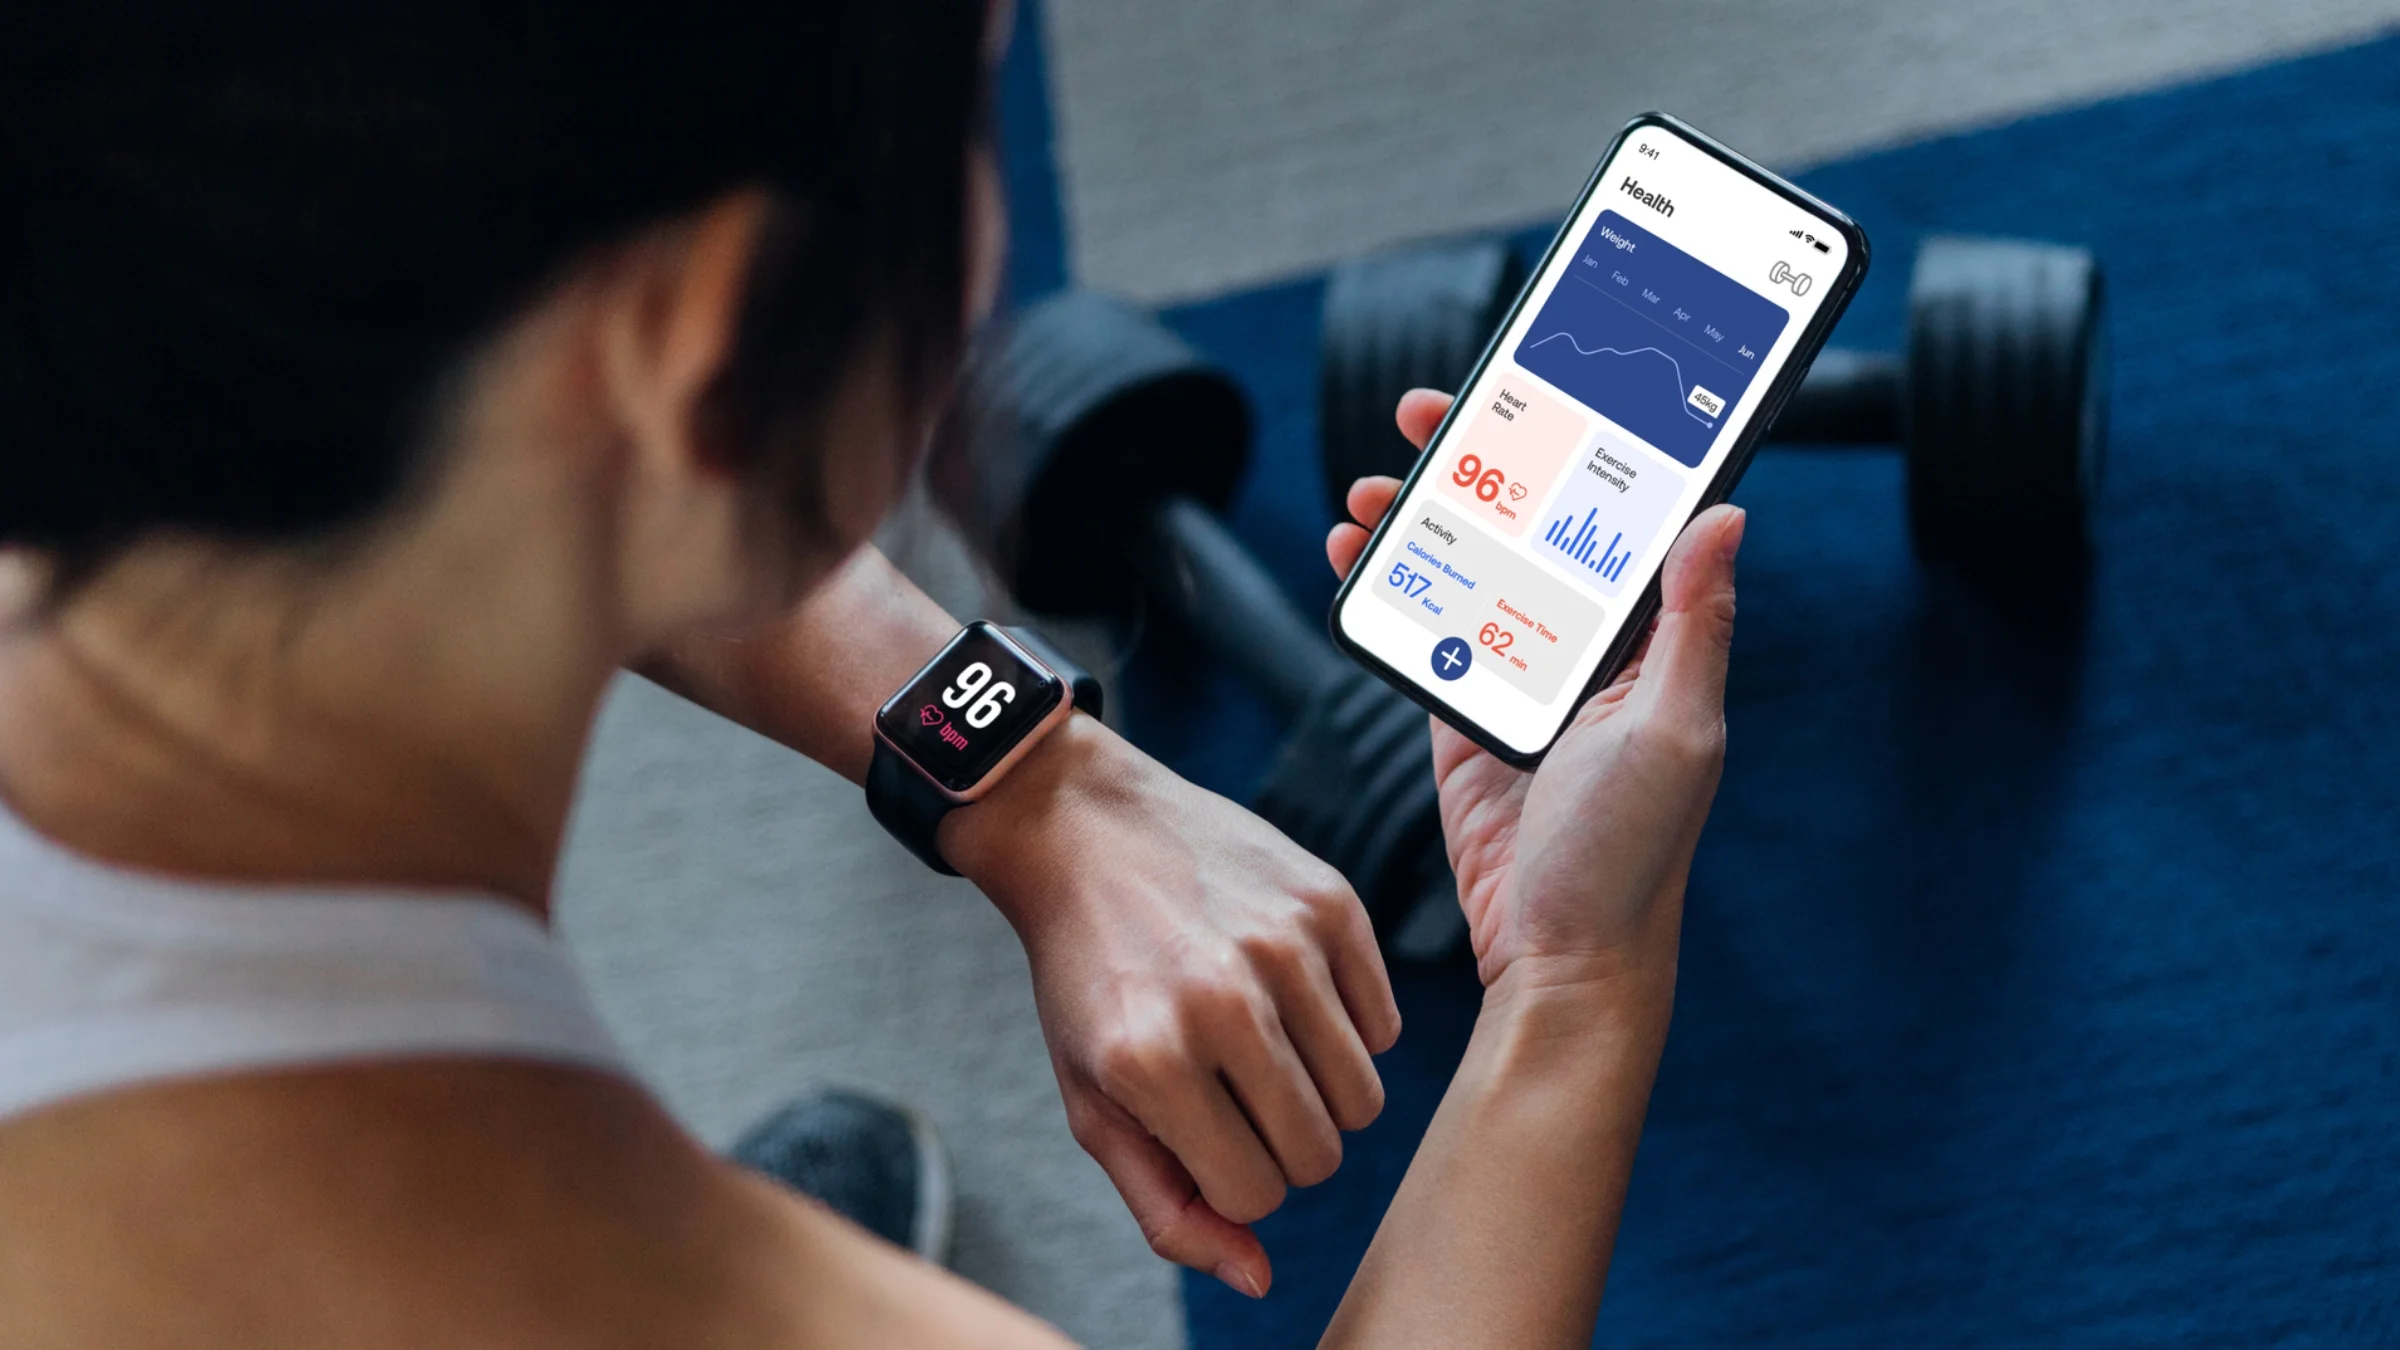 9:41
Health
Weight
Jan Feb Mar Apr May Jun
45kg
Heart
Rate
96 bpm
Exercise
Intensity
Activity
Calories Burned
517 Kcal
Exercise Time
62 min
96
bpm